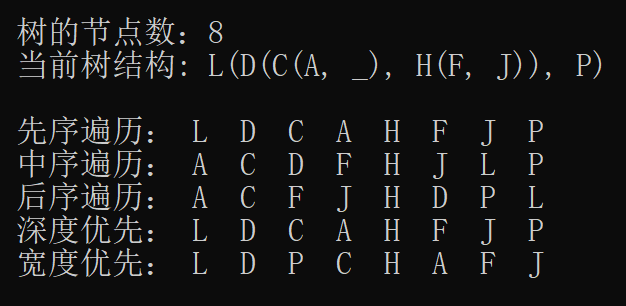 树的节点数：8
当前树结构: L(D(C(A, _), H(F, J)), P)
先序遍历： L D C A H F J P
中序遍历： A C D F H J L P
后序遍历： A C F J H D P L
深度优先： L D C A H F J P
宽度优先： L D P C H A F J